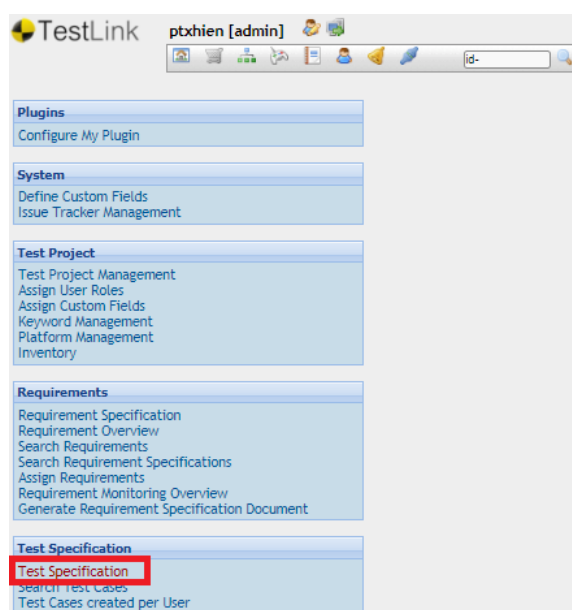 TestLink
ptxhien [admin]
id-
Plugins
Configure My Plugin
System
Define Custom Fields
Issue Tracker Management
Test Project
Test Project Management
Assign User Roles
Assign Custom Fields
Keyword Management
Platform Management
Inventory
Requirements
Requirement Specification
Requirement Overview
Search Requirements
Search Requirement Specifications
Assign Requirements
Requirement Monitoring Overview
Generate Requirement Specification Document
Test Specification
Test Specification
Search Test Cases
Test Cases created per User